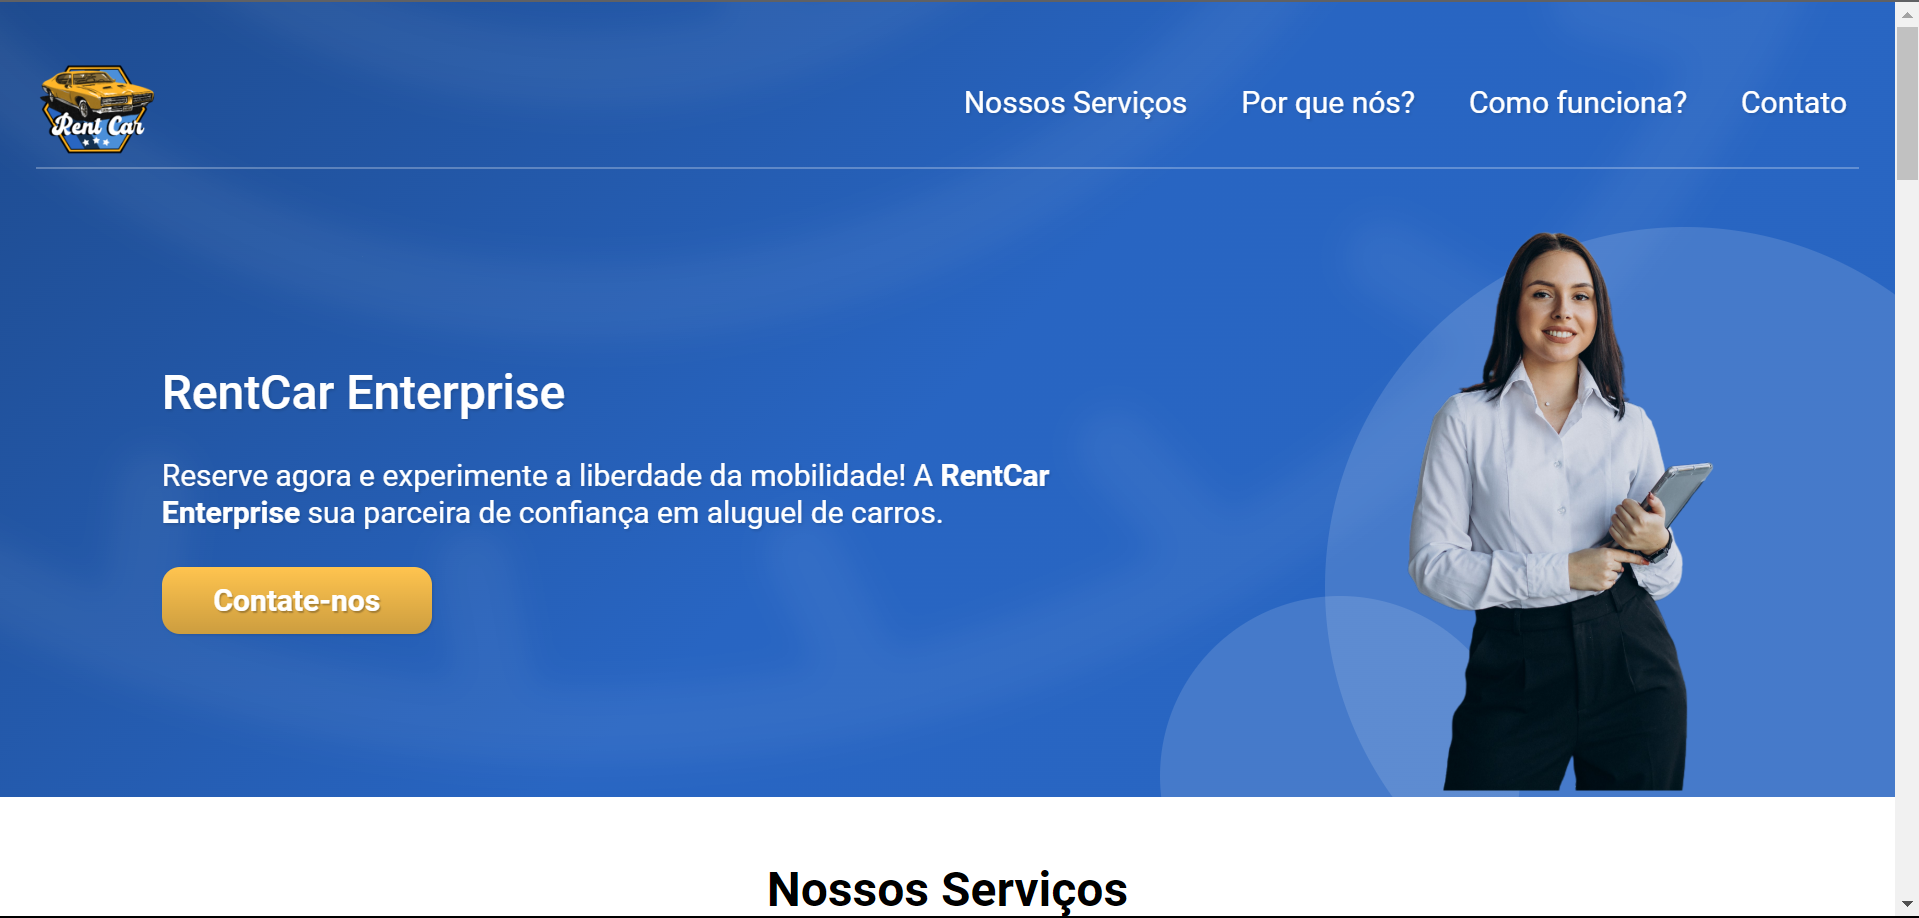 Rent Car
Nossos Serviços
Por que nós?
Como funciona?
Contato
RentCar Enterprise
Reserve agora e experimente a liberdade da mobilidade! A RentCar
Enterprise sua parceira de confiança em aluguel de carros.
Contate-nos
Nossos Serviços